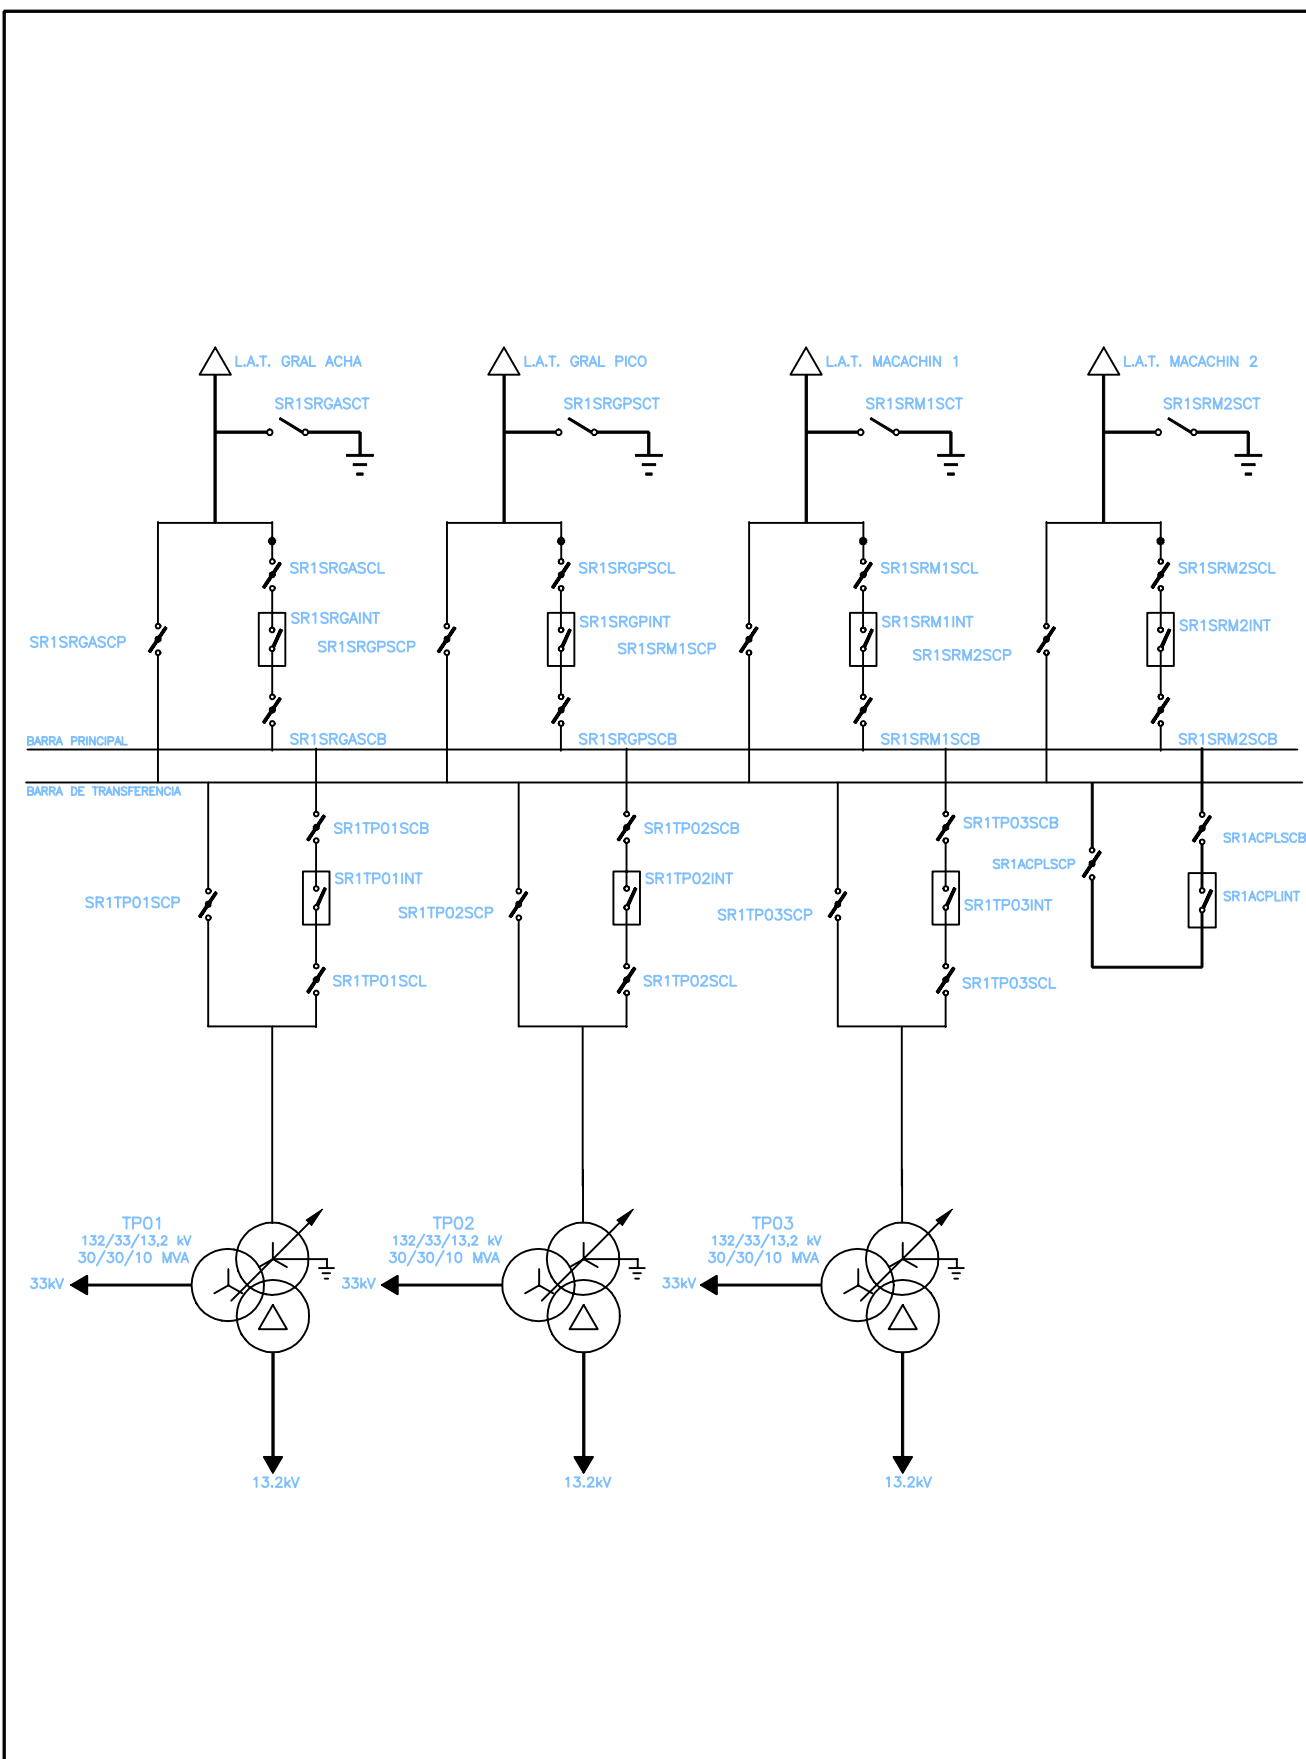 L.A.T. GRAL ACHA
L.A.T. GRAL PICO
L.A.T. MACACHIN 1
L.A.T. MACACHIN 2
SR1SRGASCT
SR1SRGPSCT
SR1SRM1SCT
SR1SRM2SCT
SR1SRGASCL
SR1SRGPSCL
SR1SRM1SCL
SR1SRM2SCL
SR1SRGAINT
SR1SRGPINT
SR1SRM1INT
SR1SRM2INT
SR1SRGASCP
SR1SRGPSCP
SR1SRM1SCP
SR1SRM2SCP
SR1SRGASCB
SR1SRGPSCB
SR1SRM1SCB
SR1SRM2SCB
BARRA PRINCIPAL
BARRA DE TRANSFERENCIA
SR1TP01SCB
SR1TP02SCB
SR1TP03SCB
SR1ACPLSCB
SR1ACPLSCP
SR1TP01INT
SR1TP02INT
SR1TP03INT
SR1ACPLINT
SR1TP01SCP
SR1TP02SCP
SR1TP03SCP
SR1TP01SCL
SR1TP02SCL
SR1TP03SCL
TP01
132/33/13,2 kV
30/30/10 MVA
33kV
TP02
132/33/13,2 kV
30/30/10 MVA
33kV
TP03
132/33/13,2 kV
30/30/10 MVA
33kV
13.2kV
13.2kV
13.2kV